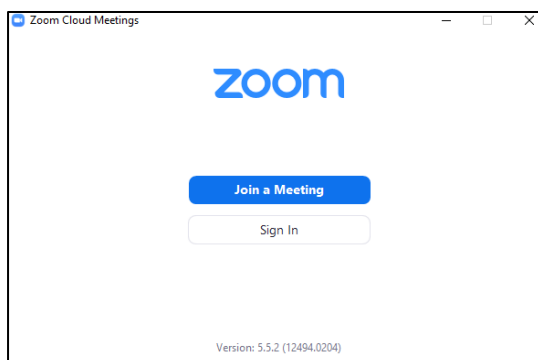 Zoom Cloud Meetings
zoom
Join a Meeting
Sign In
Version: 5.5.2 (12494.0204)